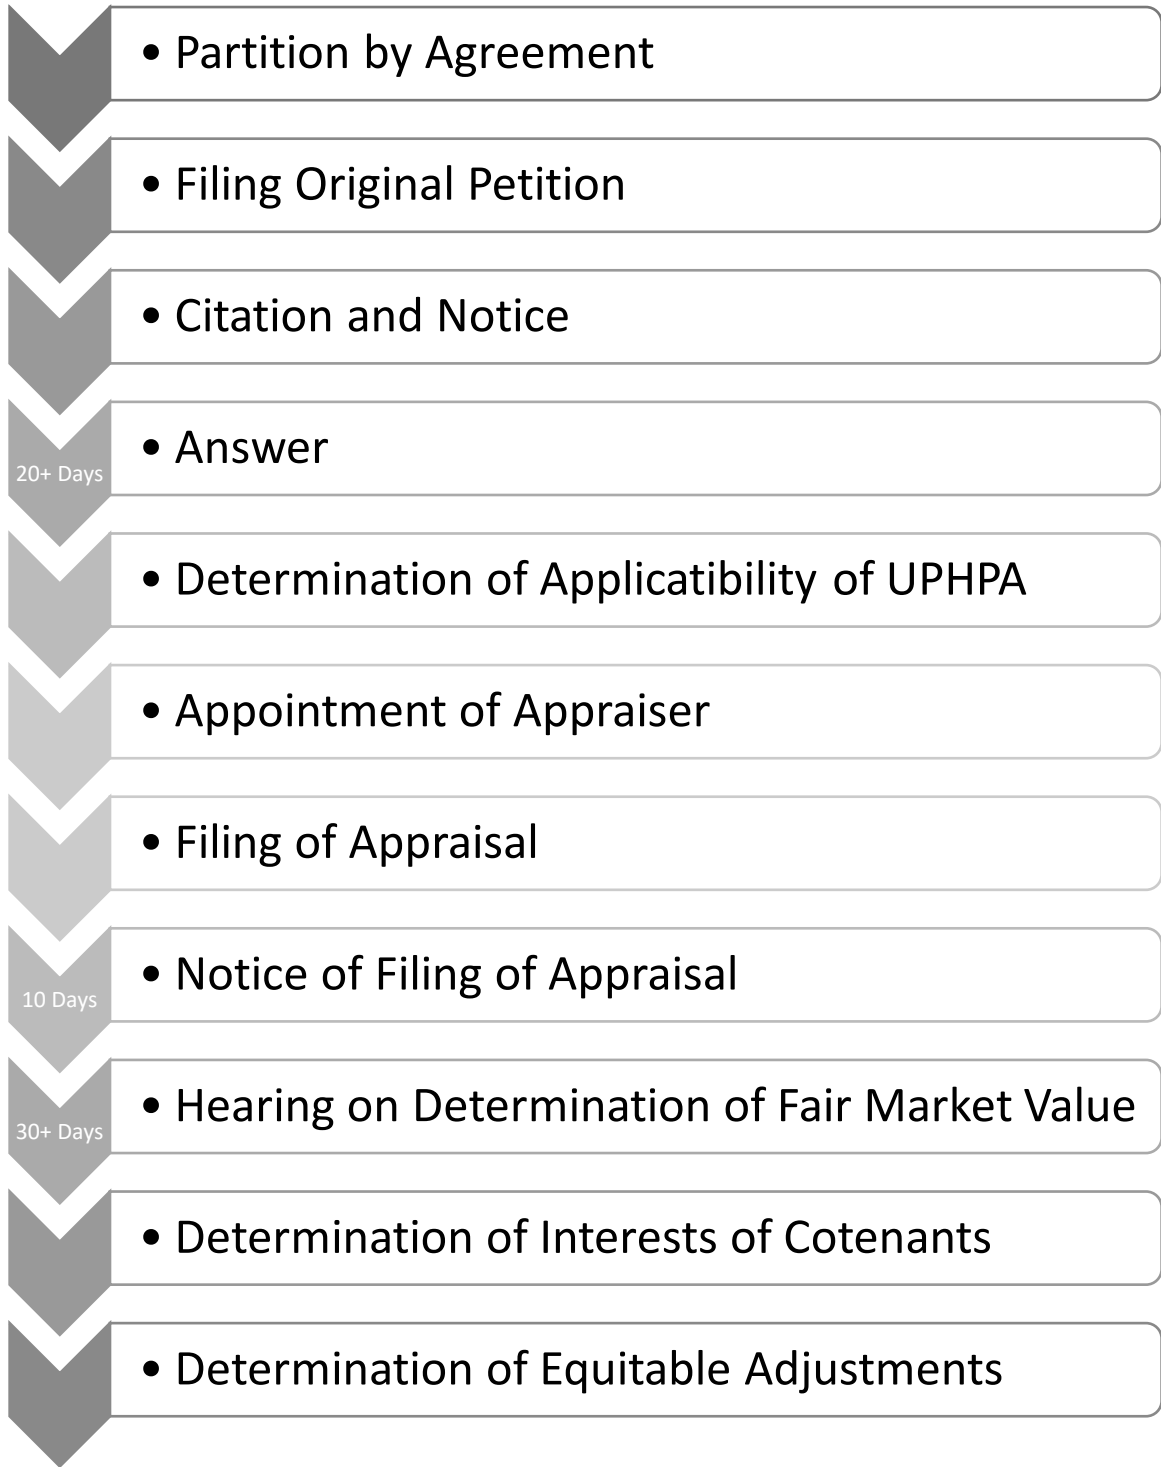 • Partition by Agreement
• Filing Original Petition
• Citation and Notice
20+ Days
• Answer
• Determination of Applicatibility of UPHPA
• Appointment of Appraiser
• Filing of Appraisal
10 Days
• Notice of Filing of Appraisal
30+ Days
• Hearing on Determination of Fair Market Value
• Determination of Interests of Cotenants
• Determination of Equitable Adjustments